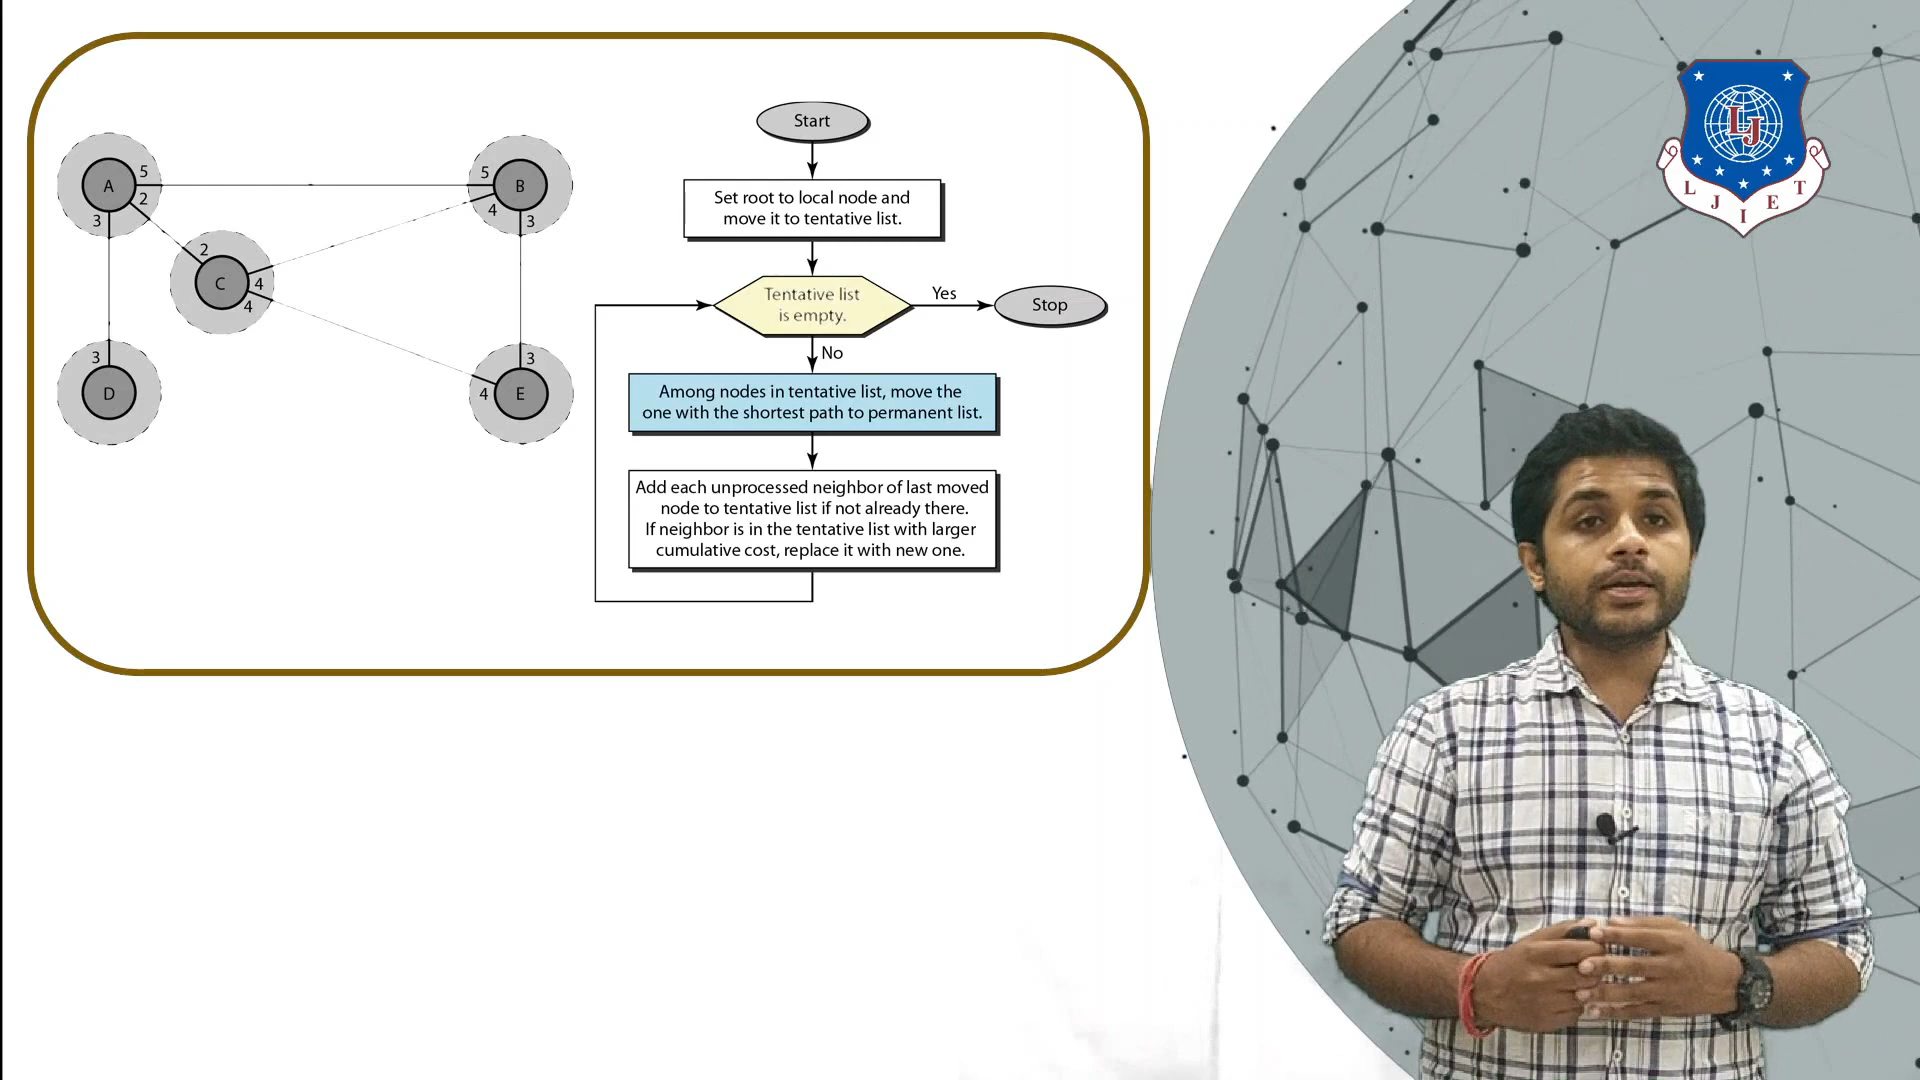 A
5
2
3
B
5
4
3
C
2
4
4
D
3
E
3
4
Start
Set root to local node and
move it to tentative list.
Tentative list
is empty.
Yes
Stop
No
Among nodes in tentative list, move the
one with the shortest path to permanent list.
Add each unprocessed neighbor of last moved
node to tentative list if not already there.
If neighbor is in the tentative list with larger
cumulative cost, replace it with new one.
LJ
L J I E T